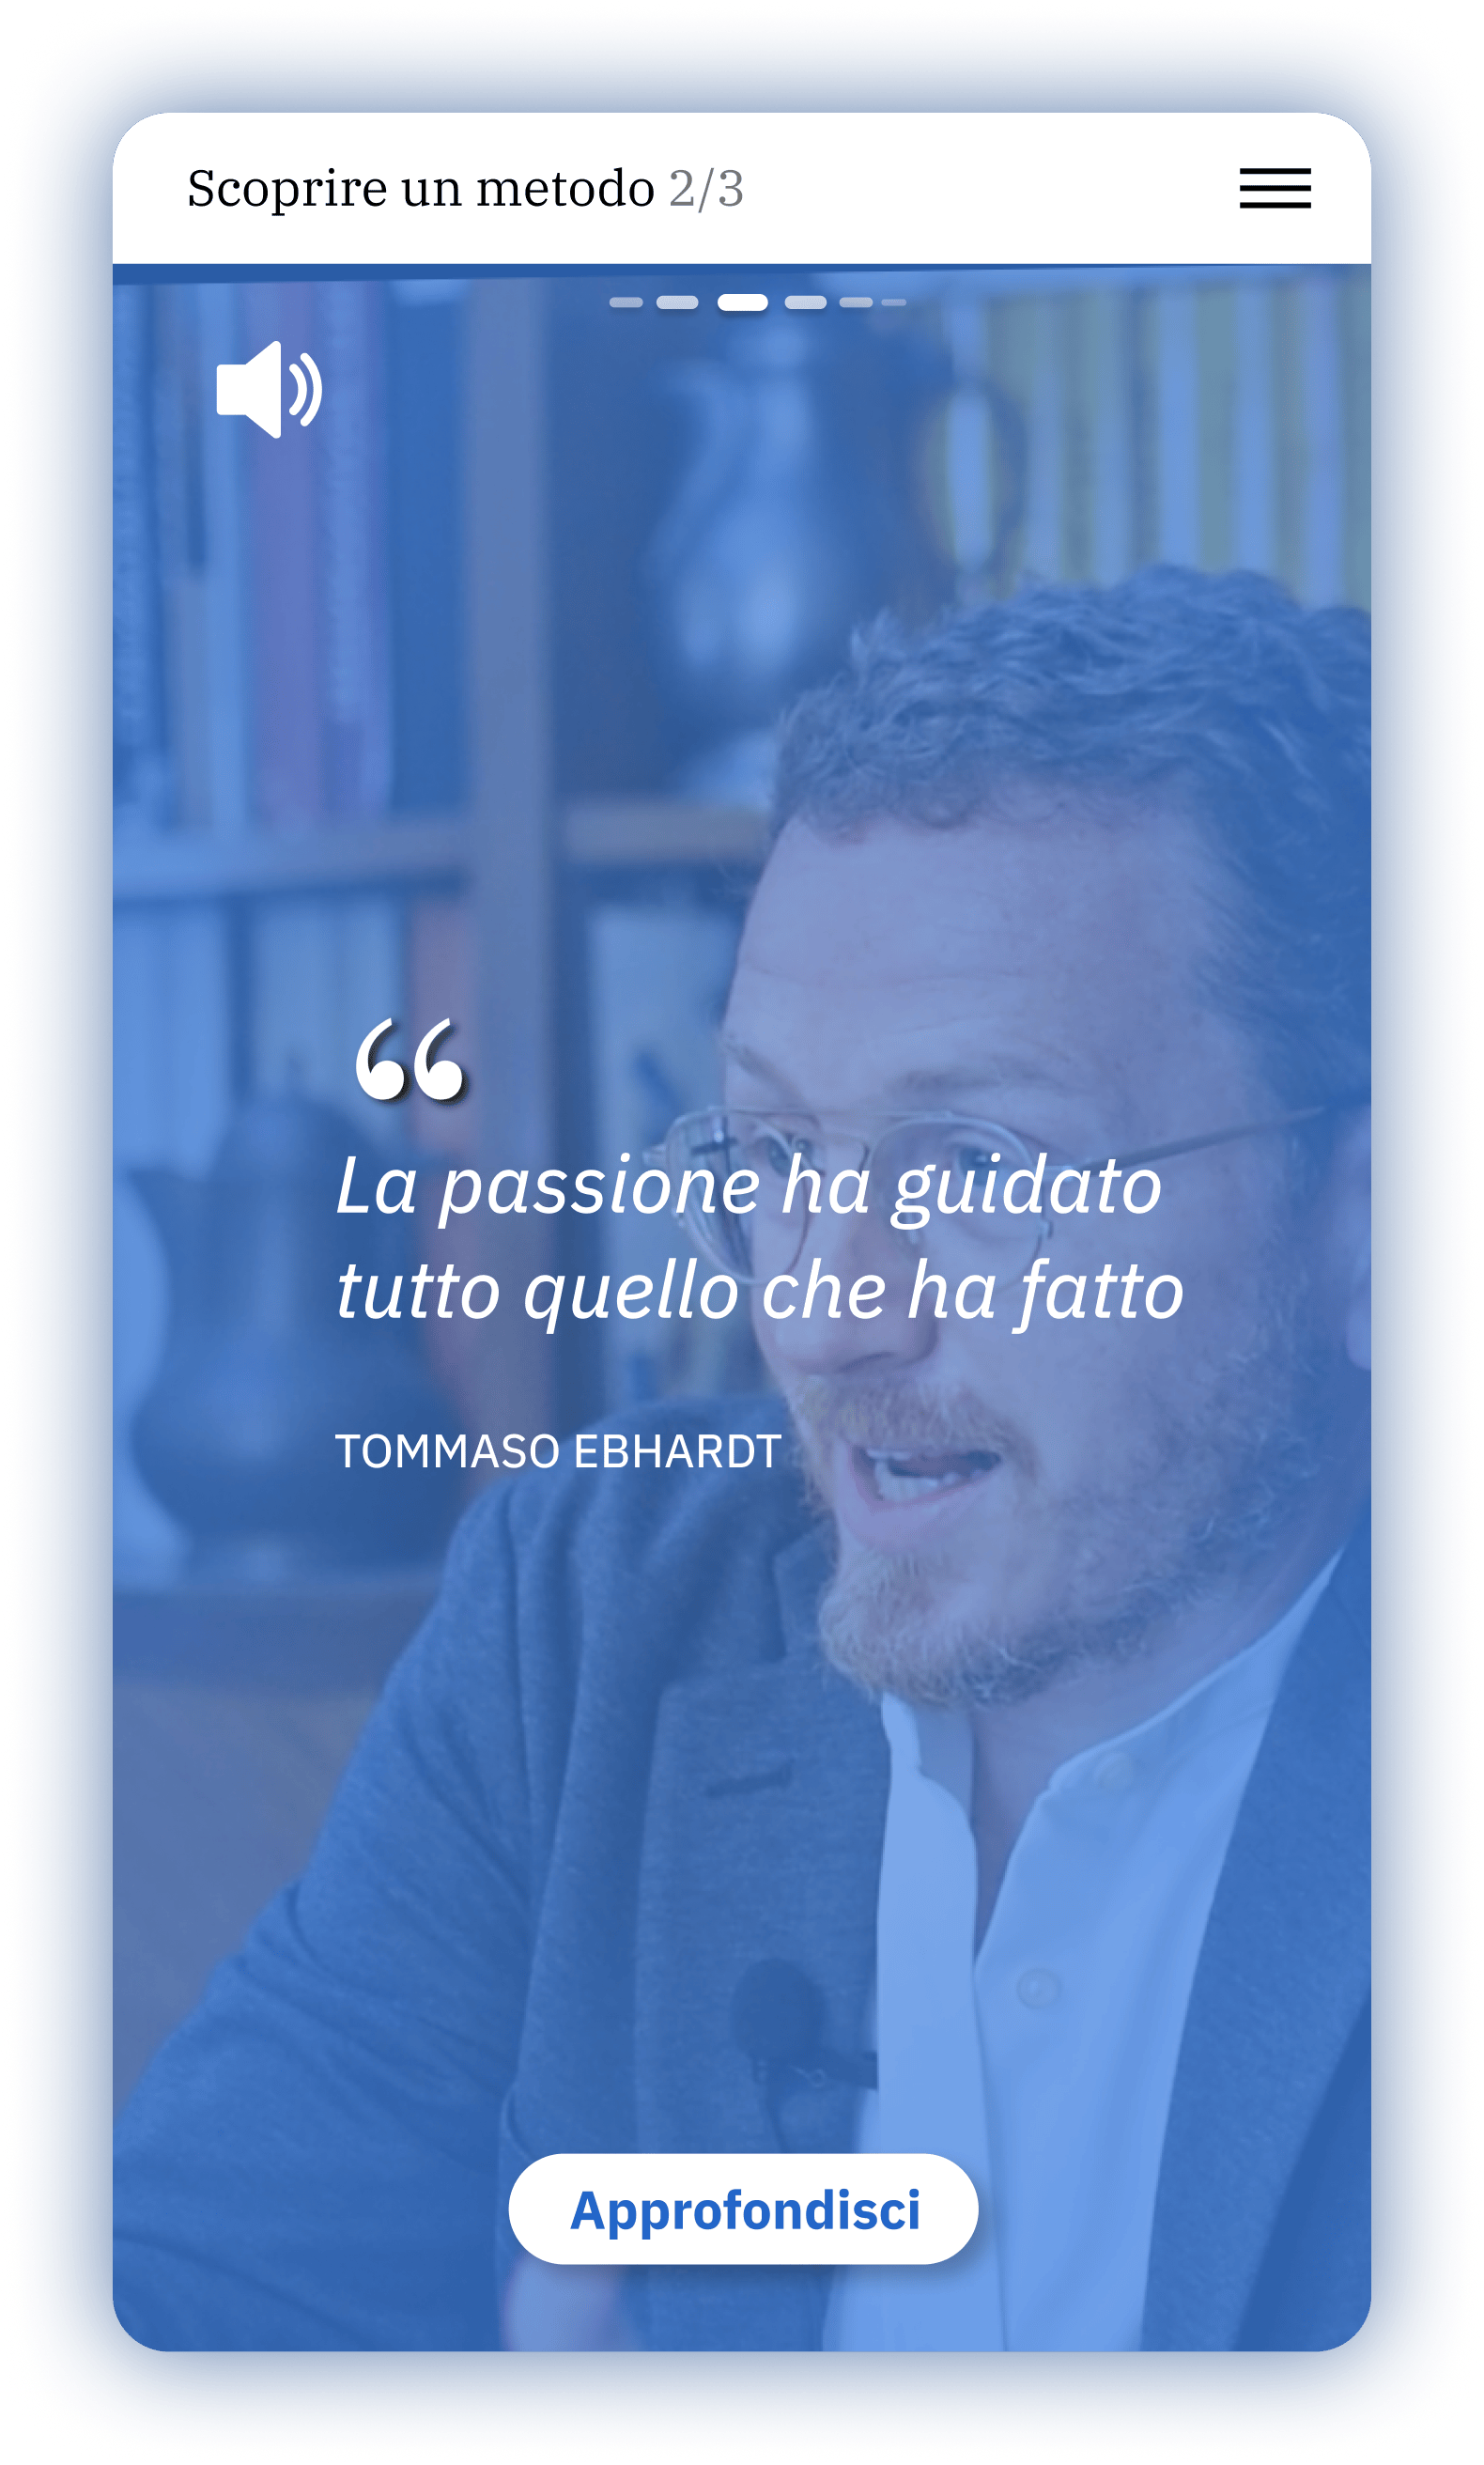 Scoprire un metodo 2/3
“
La passione ha guidato
tutto quello che ha fatto
TOMMASO EBHARDT
Approfondisci